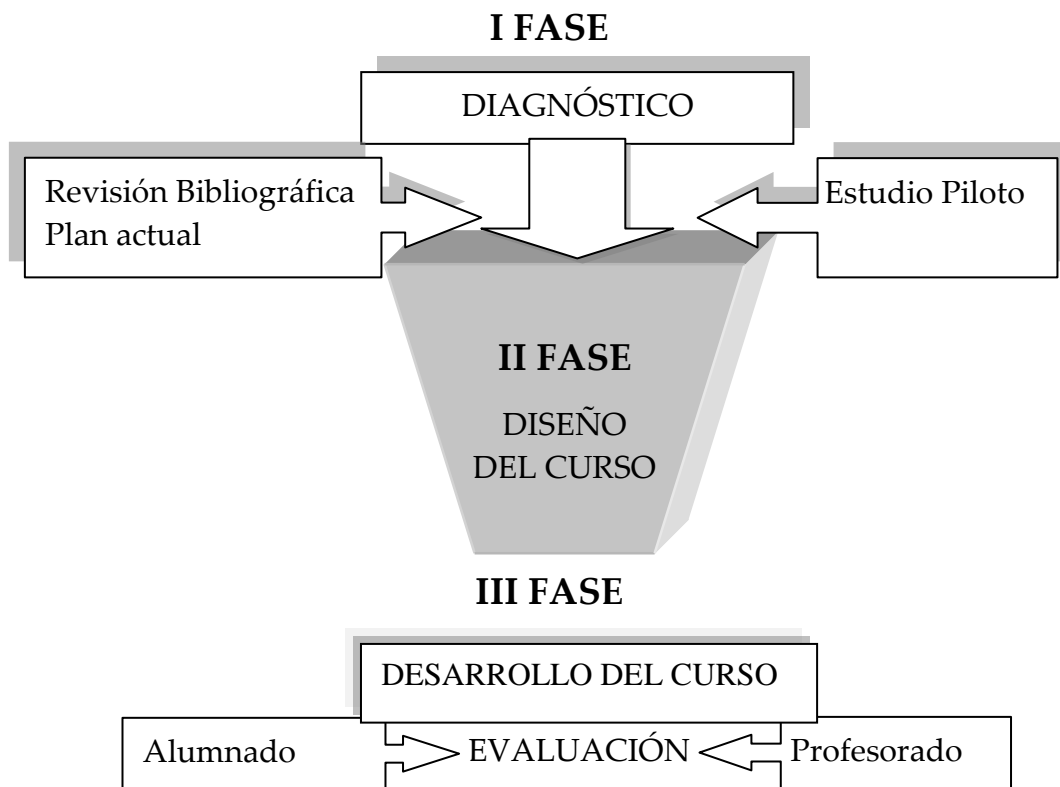 I FASE
DIAGNÓSTICO
Revisión Bibliográfica
Plan actual
Estudio Piloto
II FASE
DISEÑO
DEL CURSO
III FASE
DESARROLLO DEL CURSO
Alumnado
EVALUACIÓN
Profesorado